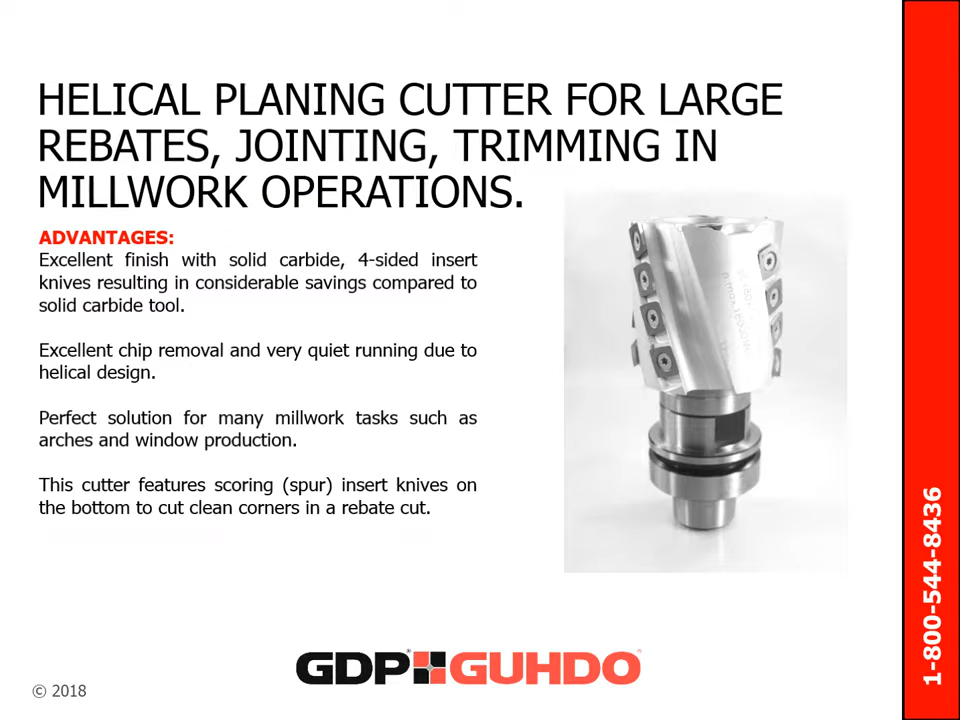 HELICAL PLANING CUTTER FOR LARGE
REBATES, JOINTING, TRIMMING IN
MILLWORK OPERATIONS.
ADVANTAGES:
Excellent finish with solid carbide, 4-sided insert
knives resulting in considerable savings compared to
solid carbide tool.
Excellent chip removal and very quiet running due to
helical design.
Perfect solution for many millwork tasks such as
arches and window production.
This cutter features scoring (spur) insert knives on
the bottom to cut clean corners in a rebate cut.
1-800-544-8436
GDP® GUHDO®
© 2018